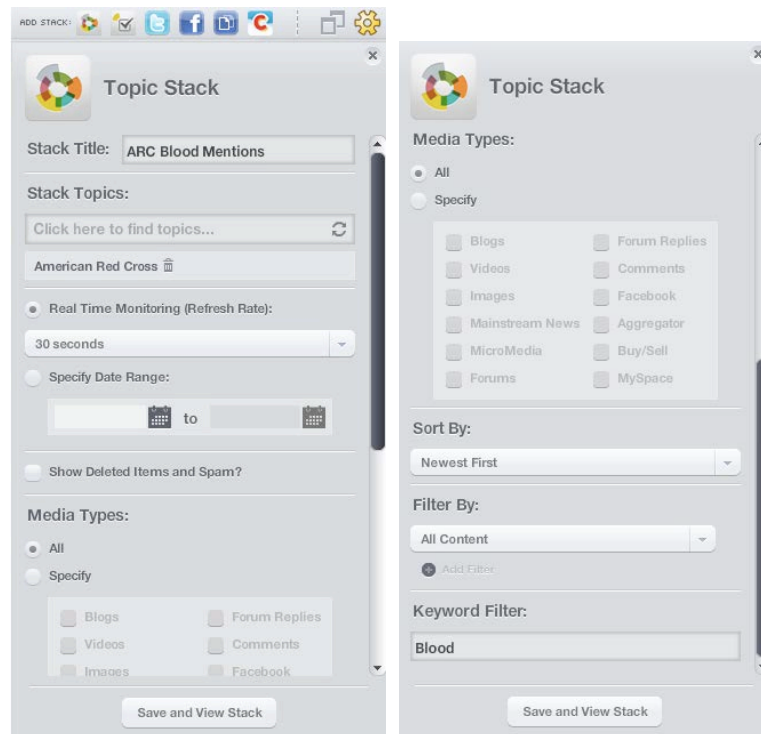 ADD STACK:
Topic Stack
Stack Title: ARC Blood Mentions
Stack Topics:
Click here to find topics...
American Red Cross
Real Time Monitoring (Refresh Rate):
30 seconds
Specify Date Range:
to
Show Deleted Items and Spam?
Media Types:
All
Specify
Blogs Forum Replies
Videos Comments
Images Facebook
Save and View Stack
Topic Stack
Media Types:
All
Specify
Blogs Forum Replies
Videos Comments
Images Facebook
Mainstream News Aggregator
MicroMedia Buy/Sell
Forums MySpace
Sort By:
Newest First
Filter By:
All Content
Add Filter
Keyword Filter:
Blood
Save and View Stack